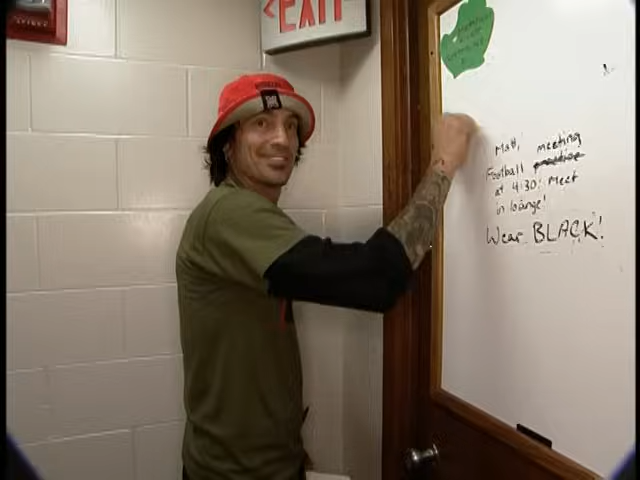 EXIT
Matt, meeting
Football practice
at 4:30! Meet
in lounge!
Wear BLACK!